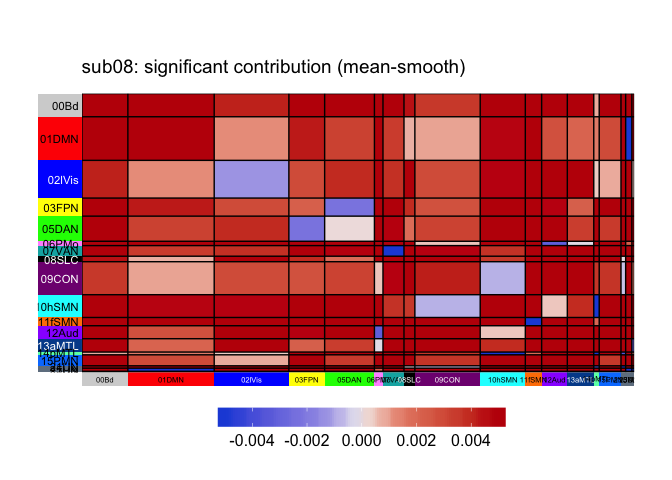 sub08: significant contribution (mean-smooth)
00Bd
01DMN
02lVis
03FPN
05DAN
06PMo
07VAN
08SLC
09CON
10hSMN
11fSMN
12Aud
13aMTL
15PMN
00Bd 01DMN 02lVis 03FPN 05DAN 08SLC 09CON 10hSMN 11fSMN 12Aud
-0.004 -0.002 0.000 0.002 0.004